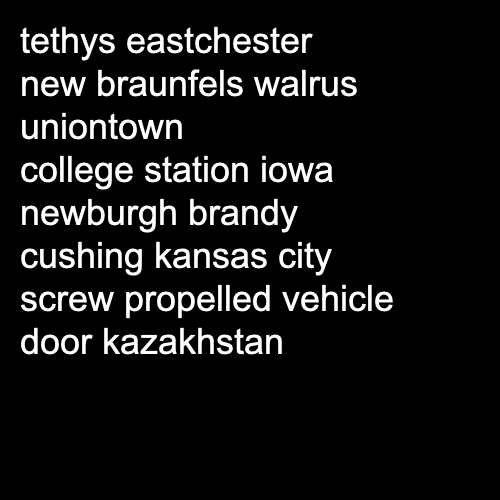 tethys eastchester
new braunfels walrus
uniontown
college station iowa
newburgh brandy
cushing kansas city
screw propelled vehicle
door kazakhstan